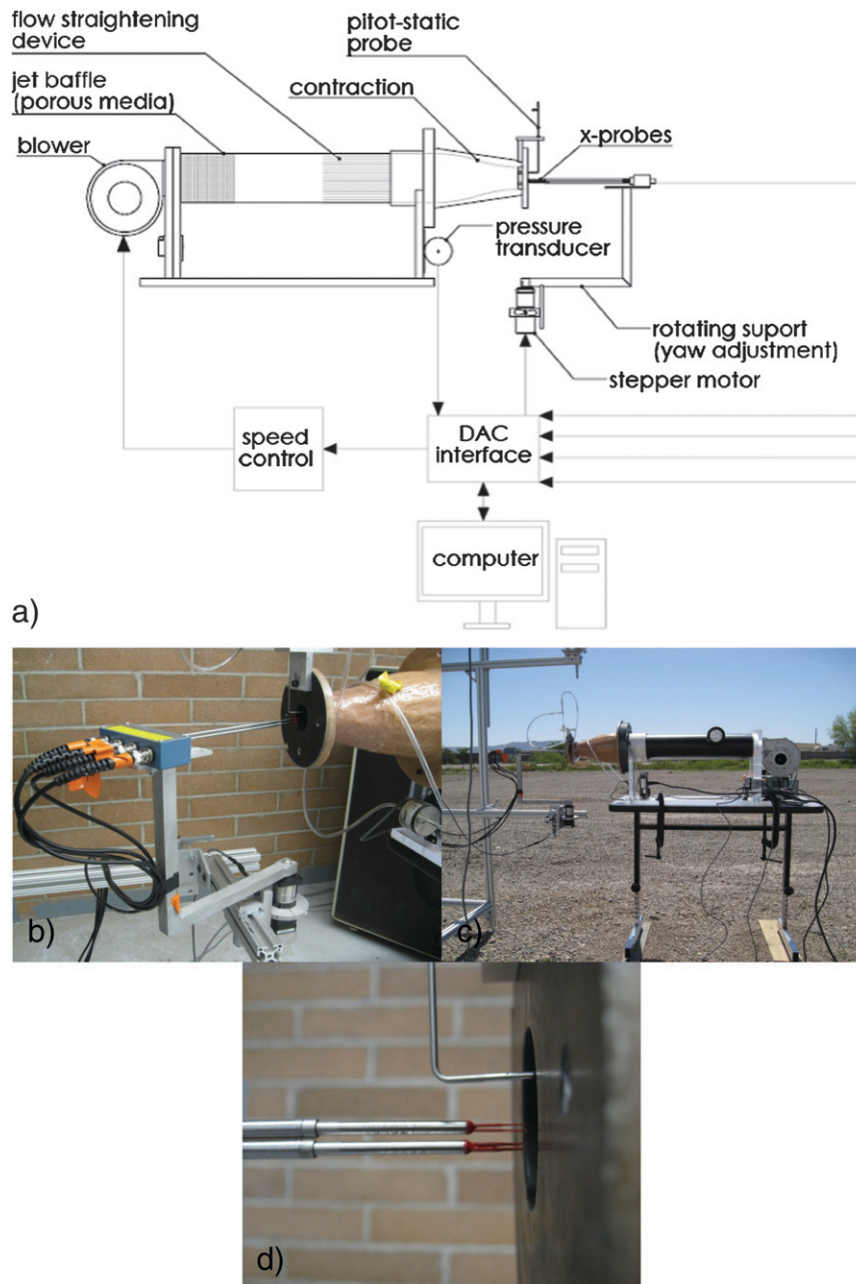 flow straightening
device
jet baffle
(porous media)
blower
contraction
pitot-static
probe
x-probes
pressure
transducer
rotating suport
(yaw adjustment)
stepper motor
speed
control
DAC
interface
computer
a)
b)
c)
d)